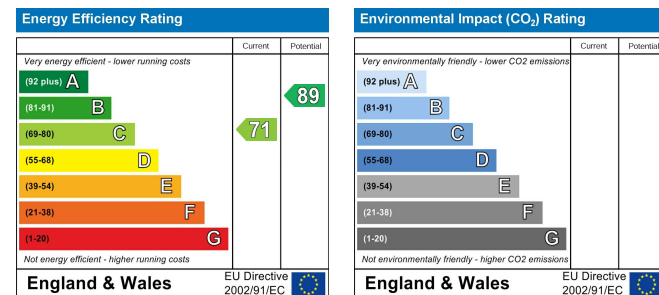 Energy Efficiency Rating
Current Potential
Very energy efficient - lower running costs
(92 plus) A
(81-91) B
89
(69-80) C
71
(55-68) D
(39-54) E
(21-38) F
(1-20) G
Not energy efficient - higher running costs
England & Wales
EU Directive
2002/91/EC
Environmental Impact (CO₂) Rating
Current Potential
Very environmentally friendly - lower CO2 emissions
(92 plus) A
(81-91) B
(69-80) C
(55-68) D
(39-54) E
(21-38) F
(1-20) G
Not environmentally friendly - higher CO2 emissions
England & Wales
EU Directive
2002/91/EC